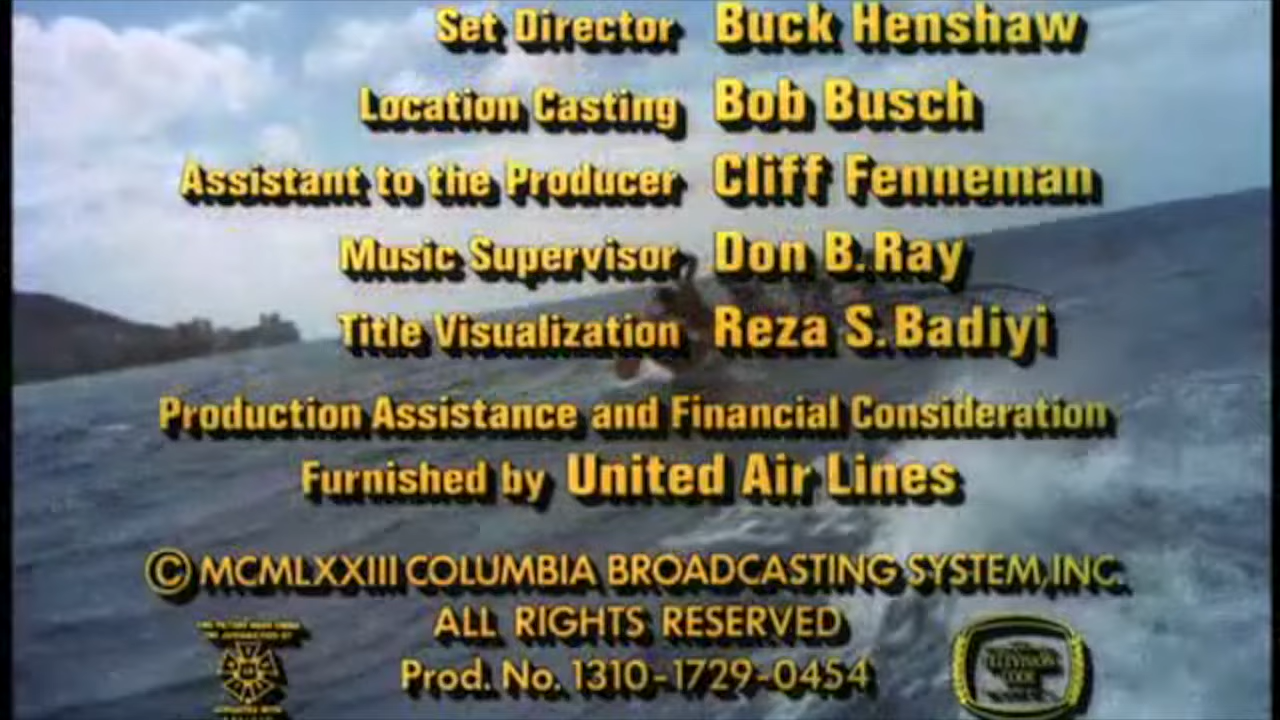 Set Director Buck Henshaw
Location Casting Bob Busch
Assistant to the Producer Cliff Fenneman
Music Supervisor Don B. Ray
Title Visualization Reza S. Badiyi
Production Assistance and Financial Consideration
Furnished by United Air Lines
© MCMLXXIII COLUMBIA BROADCASTING SYSTEM, INC.
ALL RIGHTS RESERVED
Prod. No. 1310-1729-0454
TELEVISION
CODE